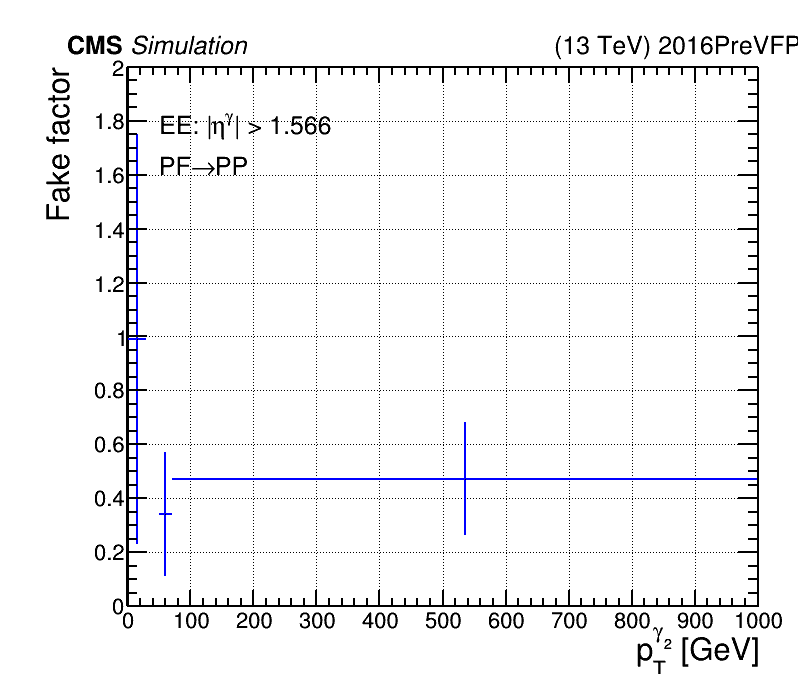 CMS Simulation (13 TeV) 2016PreVFP
Fake factor
EE: |η^γ| > 1.566
PF→PP
2
1.8
1.6
1.4
1.2
1
0.8
0.6
0.4
0.2
0
0 100 200 300 400 500 600 700 800 900 1000
p_T^γ_2 [GeV]